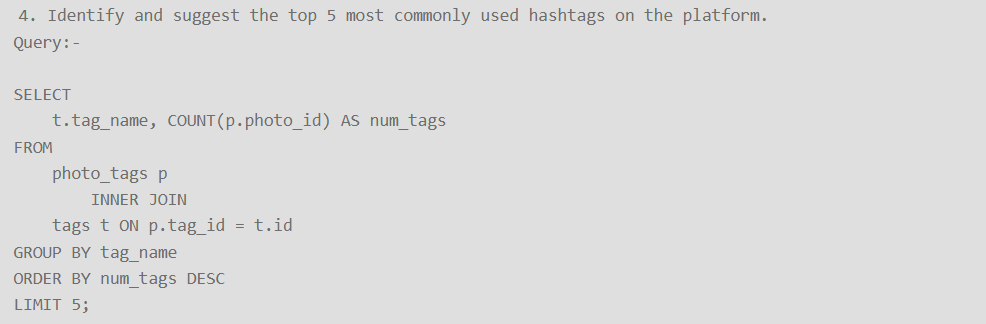 4. Identify and suggest the top 5 most commonly used hashtags on the platform.
Query:-
SELECT
t.tag_name, COUNT(p.photo_id) AS num_tags
FROM
photo_tags p
INNER JOIN
tags t ON p.tag_id = t.id
GROUP BY tag_name
ORDER BY num_tags DESC
LIMIT 5;